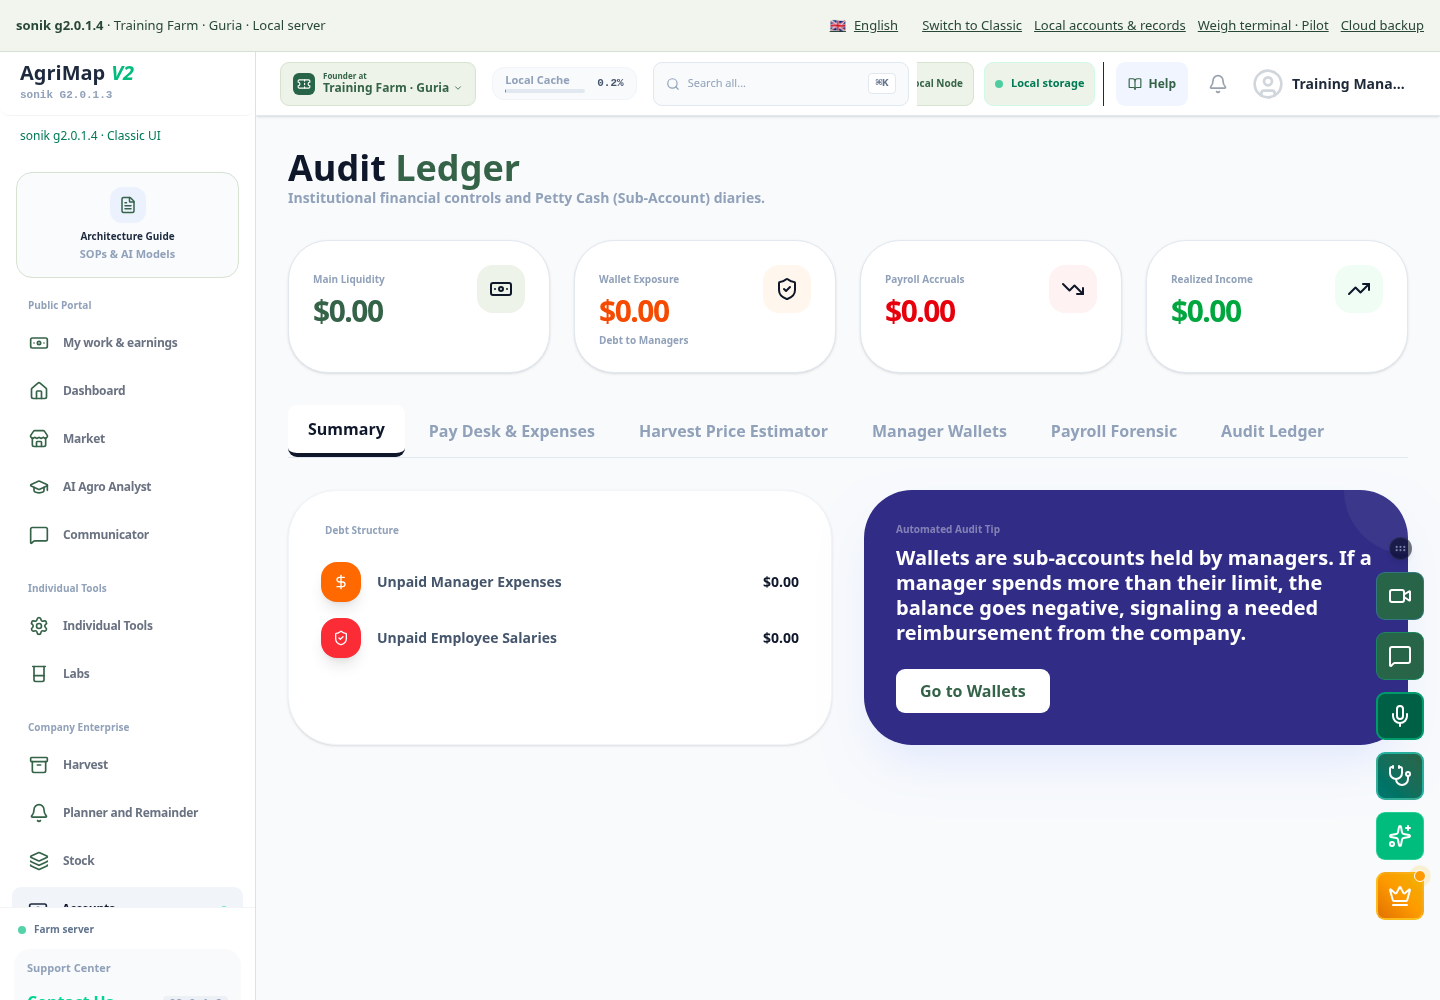 sonik g2.0.1.4 · Training Farm · Guria · Local server
English
Switch to Classic
Local accounts & records
Weigh terminal · Pilot
Cloud backup
AgriMap V2
sonik G2.0.1.3
Founder at
Training Farm · Guria
Local Cache
0.2%
Search all...
⌘K
cal Node
Local storage
Help
Training Mana...
sonik g2.0.1.4 · Classic UI
Architecture Guide
SOPs & AI Models
Public Portal
My work & earnings
Dashboard
Market
AI Agro Analyst
Communicator
Individual Tools
Individual Tools
Labs
Company Enterprise
Harvest
Planner and Remainder
Stock
Accounts
Farm server
Support Center
Contact Us
Audit Ledger
Institutional financial controls and Petty Cash (Sub-Account) diaries.
Main Liquidity
$0.00
Wallet Exposure
$0.00
Debt to Managers
Payroll Accruals
$0.00
Realized Income
$0.00
Summary
Pay Desk & Expenses
Harvest Price Estimator
Manager Wallets
Payroll Forensic
Audit Ledger
Debt Structure
Unpaid Manager Expenses
$0.00
Unpaid Employee Salaries
$0.00
Automated Audit Tip
Wallets are sub-accounts held by managers. If a
manager spends more than their limit, the
balance goes negative, signaling a needed
reimbursement from the company.
Go to Wallets